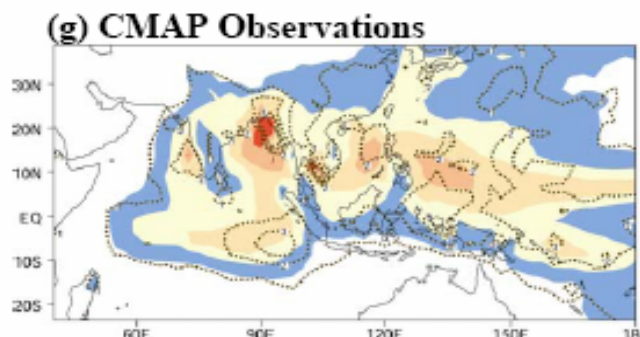 (g) CMAP Observations
30N
20N
10N
EQ
10S
20S
60E 90E 120E 150E